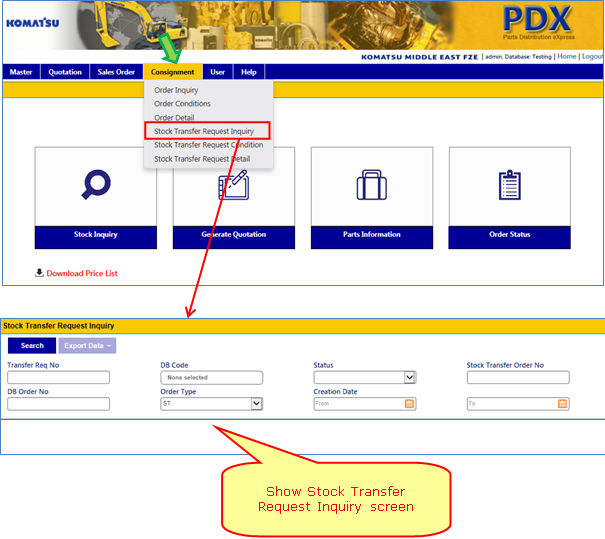 KOMATSU
PDX
Parts Distribution eXpress
KOMATSU MIDDLE EAST FZE | admin, Database: Testing | Home | Logout
Master Quotation Sales Order Consignment User Help
Order Inquiry
Order Conditions
Order Detail
Stock Transfer Request Inquiry
Stock Transfer Request Condition
Stock Transfer Request Detail
Stock Inquiry Generate Quotation Parts Information Order Status
Download Price List
Stock Transfer Request Inquiry
Search Export Data
Transfer Req No DB Code Status Stock Transfer Order No
None selected
DB Order No Order Type Creation Date
ST From To
Show Stock Transfer
Request Inquiry screen